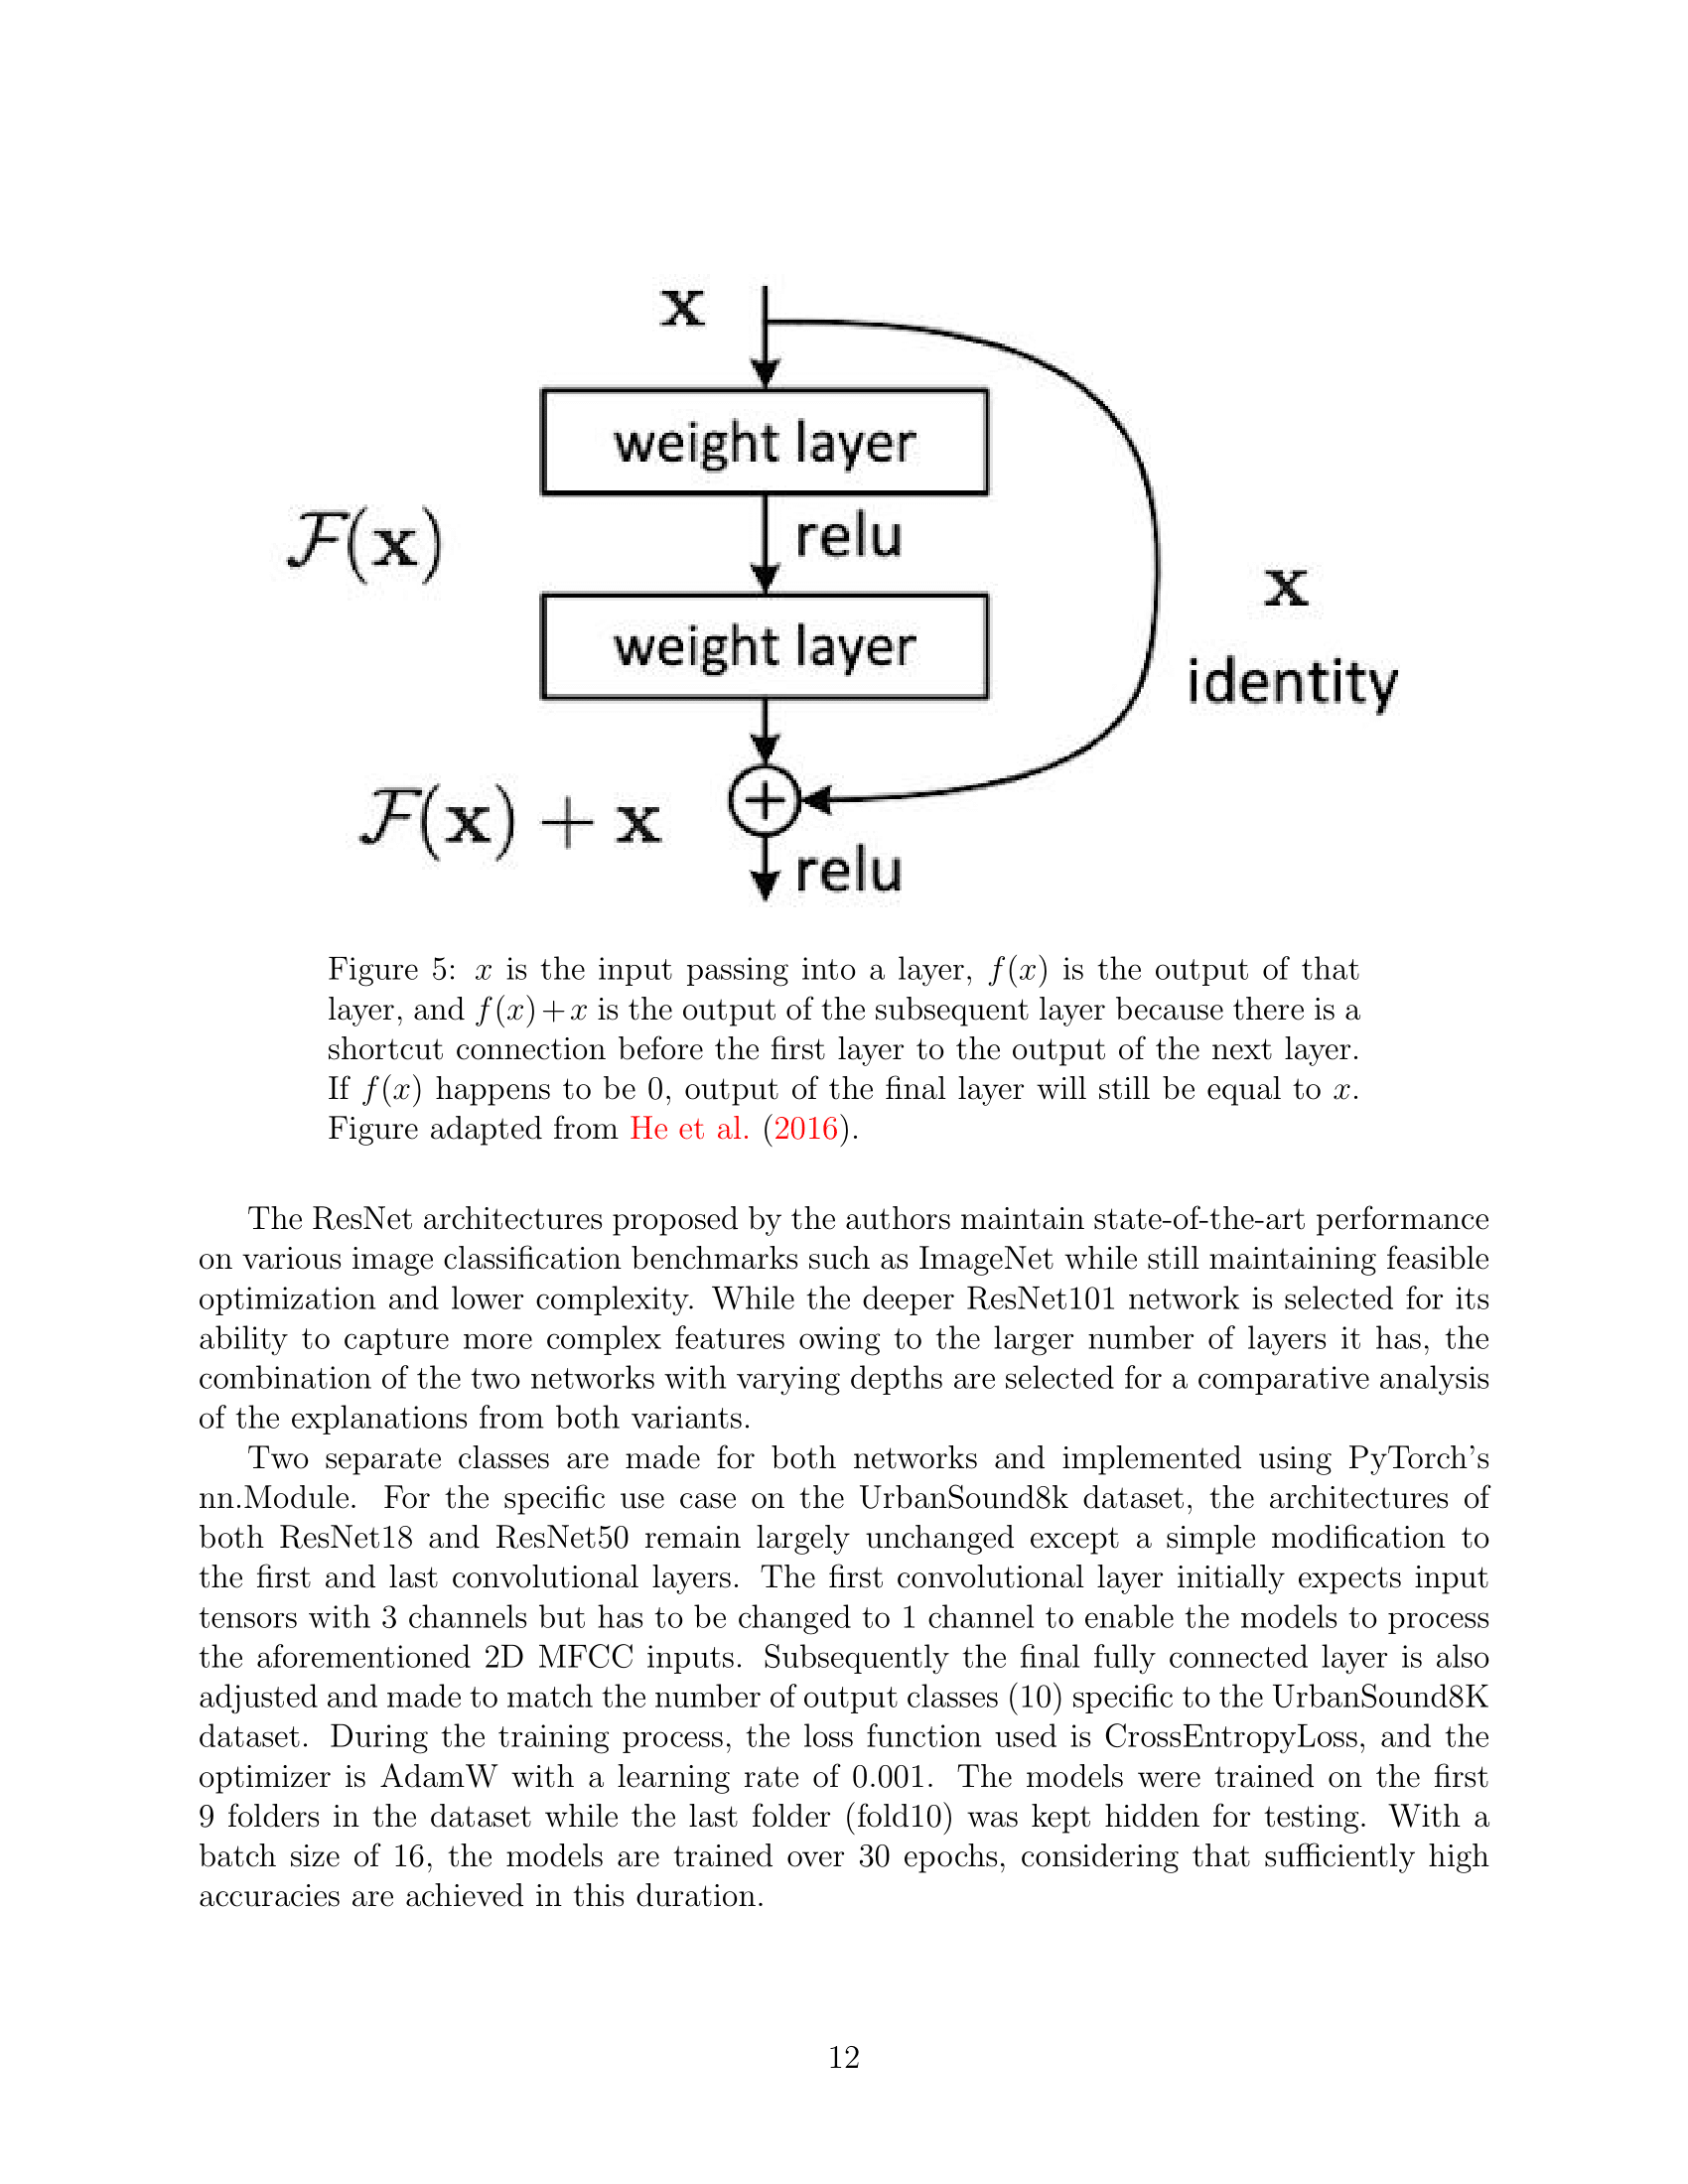 x
weight layer
F(x)
relu
weight layer
x
identity
F(x) + x
relu
Figure 5: x is the input passing into a layer, f(x) is the output of that
layer, and f(x)+x is the output of the subsequent layer because there is a
shortcut connection before the first layer to the output of the next layer.
If f(x) happens to be 0, output of the final layer will still be equal to x.
Figure adapted from He et al. (2016).
The ResNet architectures proposed by the authors maintain state-of-the-art performance
on various image classification benchmarks such as ImageNet while still maintaining feasible
optimization and lower complexity. While the deeper ResNet101 network is selected for its
ability to capture more complex features owing to the larger number of layers it has, the
combination of the two networks with varying depths are selected for a comparative analysis
of the explanations from both variants.
Two separate classes are made for both networks and implemented using PyTorch's
nn.Module. For the specific use case on the UrbanSound8k dataset, the architectures of
both ResNet18 and ResNet50 remain largely unchanged except a simple modification to
the first and last convolutional layers. The first convolutional layer initially expects input
tensors with 3 channels but has to be changed to 1 channel to enable the models to process
the aforementioned 2D MFCC inputs. Subsequently the final fully connected layer is also
adjusted and made to match the number of output classes (10) specific to the UrbanSound8K
dataset. During the training process, the loss function used is CrossEntropyLoss, and the
optimizer is AdamW with a learning rate of 0.001. The models were trained on the first
9 folders in the dataset while the last folder (fold10) was kept hidden for testing. With a
batch size of 16, the models are trained over 30 epochs, considering that sufficiently high
accuracies are achieved in this duration.
12